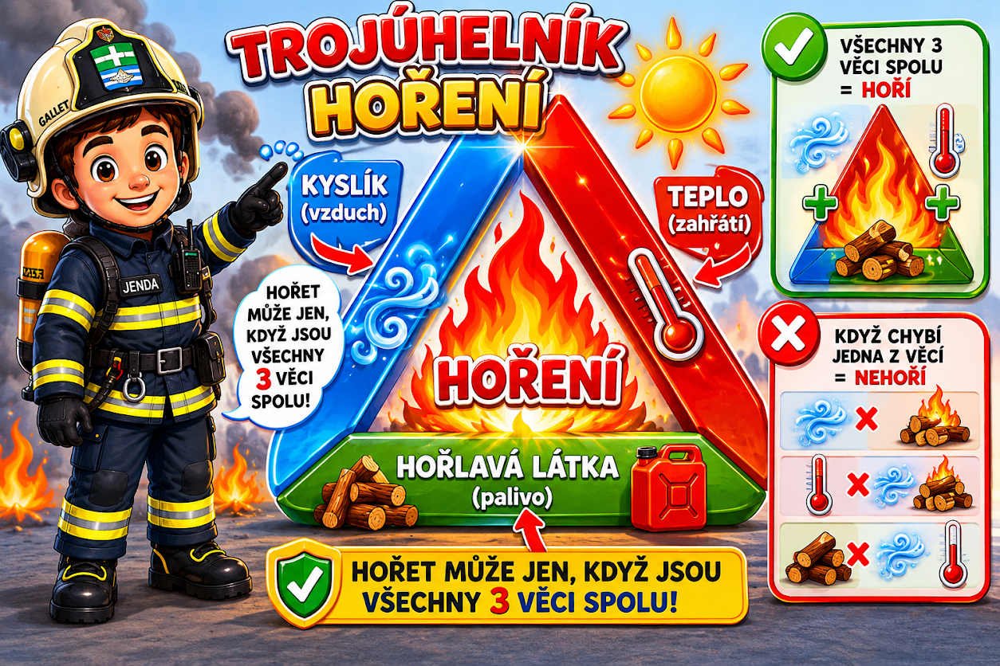 TROJÚHELNÍK
HOŘENÍ
GALLET
JENDA
KYSLÍK
(vzduch)
TEPLO
(zahřátí)
HOŘET
MŮŽE JEN,
KDYŽ JSOU
VŠECHNY
3 VĚCI
SPOLU!
HOŘENÍ
HOŘLAVÁ LÁTKA
(palivo)
HOŘET MŮŽE JEN, KDYŽ JSOU
VŠECHNY 3 VĚCI SPOLU!
VŠECHNY 3
VĚCI SPOLU
= HOŘÍ
KDYŽ CHYBÍ
JEDNA Z VĚCÍ
= NEHOŘÍ